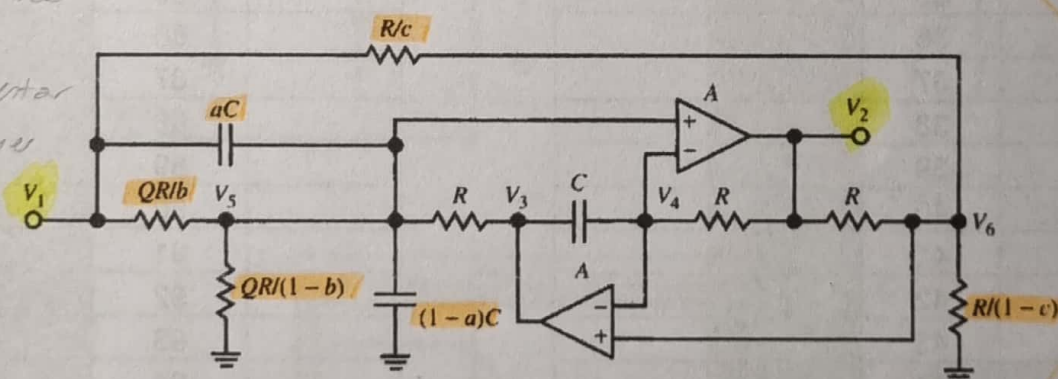 R/c
A
aC
V2
V1
QR/b
V5
R
V3
C
V4
R
R
V6
+
−
QR/(1 − b)
(1 − a)C
A
−
+
R/(1 − c)